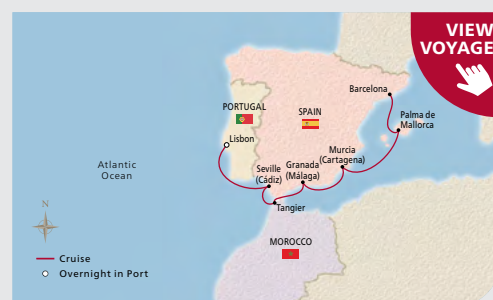 VIEW
VOYAGE
Barcelona
Palma de
Mallorca
PORTUGAL
SPAIN
Lisbon
Murcia
(Cartagena)
Granada
(Málaga)
Seville
(Cádiz)
Atlantic
Ocean
Tangier
N
MOROCCO
Cruise
Overnight in Port